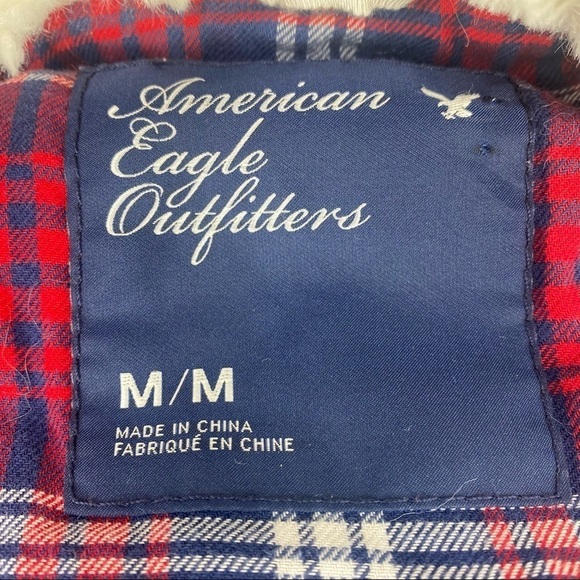 American
Eagle
Outfitters
M/M
MADE IN CHINA
FABRIQUÉ EN CHINE